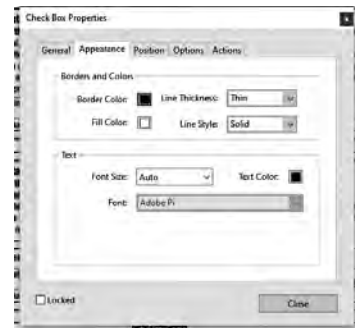 Check Box Properties
General Appearance Position Options Actions
Borders and Colors
Border Color: Line Thickness: Thin
Fill Color: Line Style: Solid
Text
Font Size: Auto Text Color:
Font: Adobe Pi
Locked Close